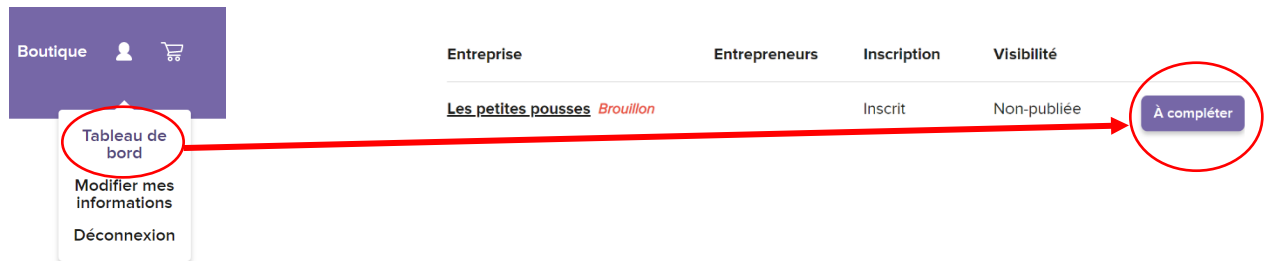 Boutique
Tableau de
bord
Modifier mes
informations
Déconnexion
Entreprise Entrepreneurs Inscription Visibilité
Les petites pousses Brouillon Inscrit Non-publiée À compléter